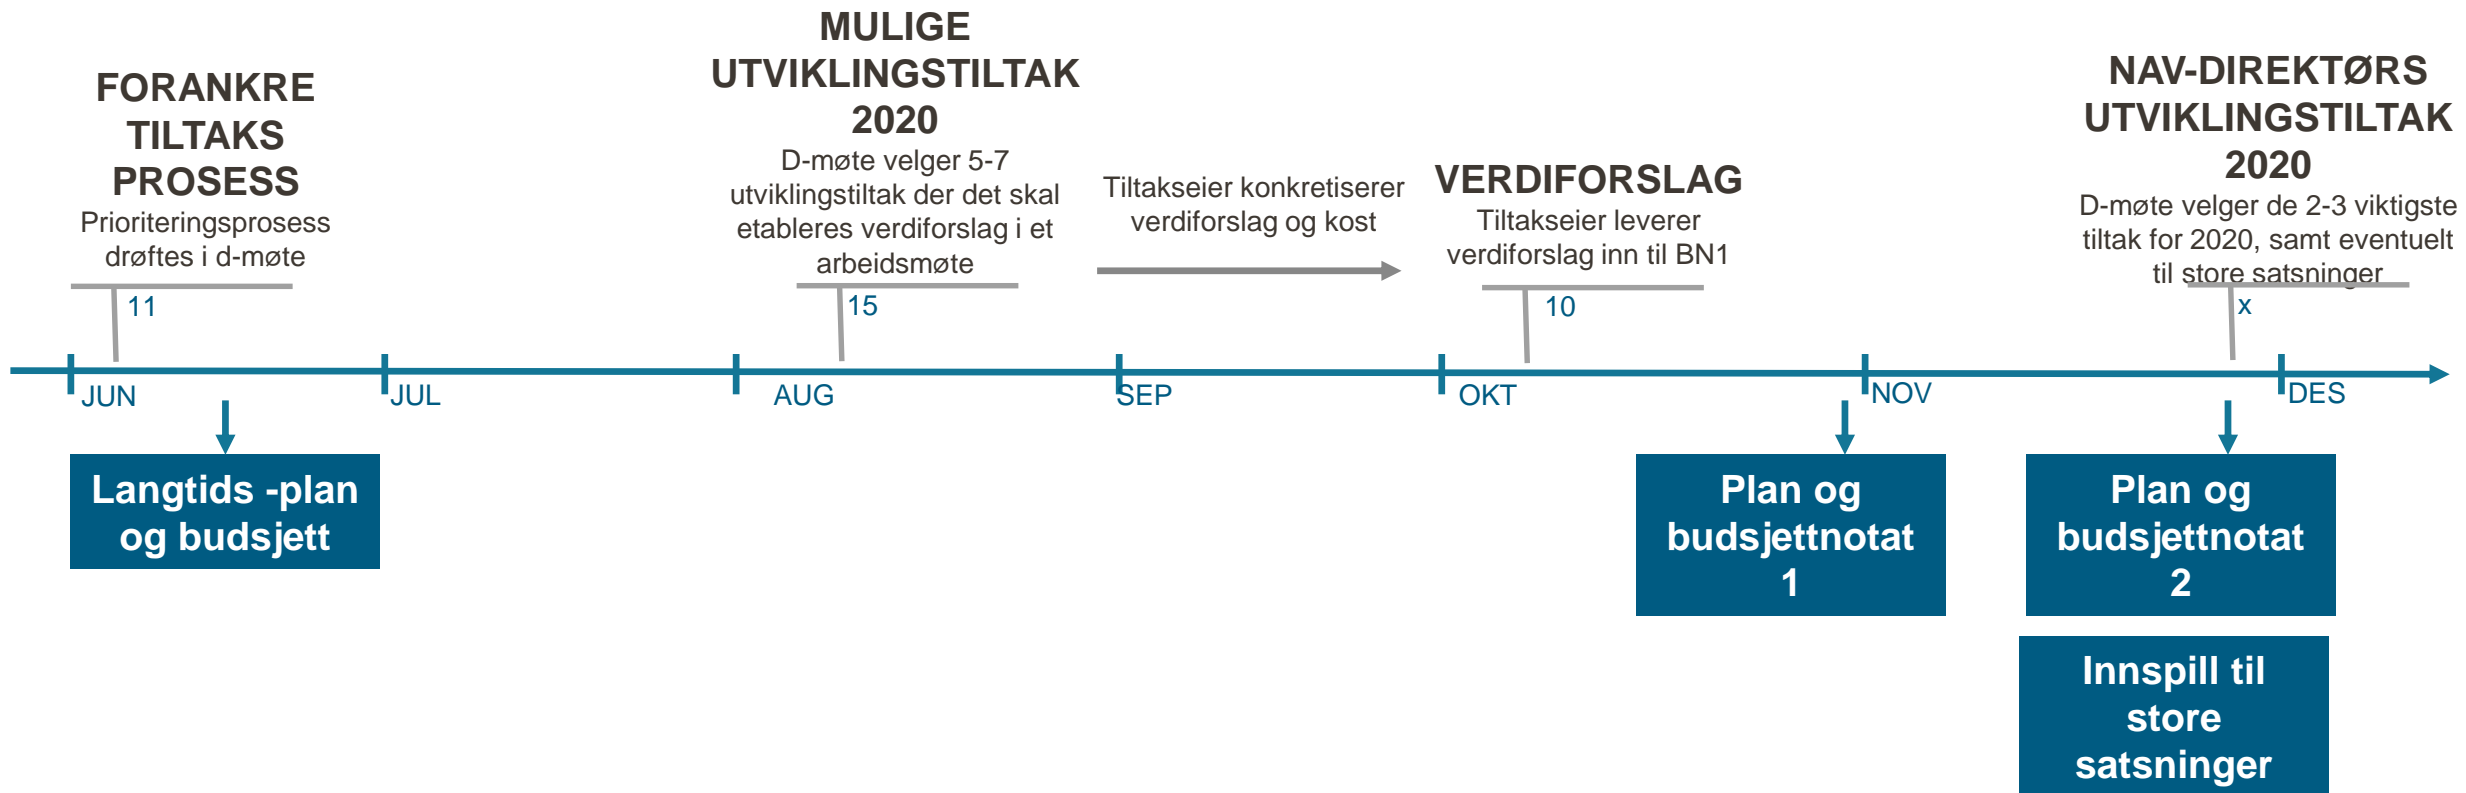 FORANKRE
TILTAKS
PROSESS
Prioriteringsprosess
drøftes i d-møte
11
MULIGE
UTVIKLINGSTILTAK
2020
D-møte velger 5-7
utviklingstiltak der det skal
etableres verdiforslag i et
arbeidsmøte
15
Tiltakseier konkretiserer
verdiforslag og kost
VERDIFORSLAG
Tiltakseier leverer
verdiforslag inn til BN1
10
NAV-DIREKTØRS
UTVIKLINGSTILTAK
2020
D-møte velger de 2-3 viktigste
tiltak for 2020, samt eventuelt
til store satsninger
x
JUN
JUL
AUG
SEP
OKT
NOV
DES
Langtids -plan
og budsjett
Plan og
budsjettnotat
1
Plan og
budsjettnotat
2
Innspill til
store
satsninger